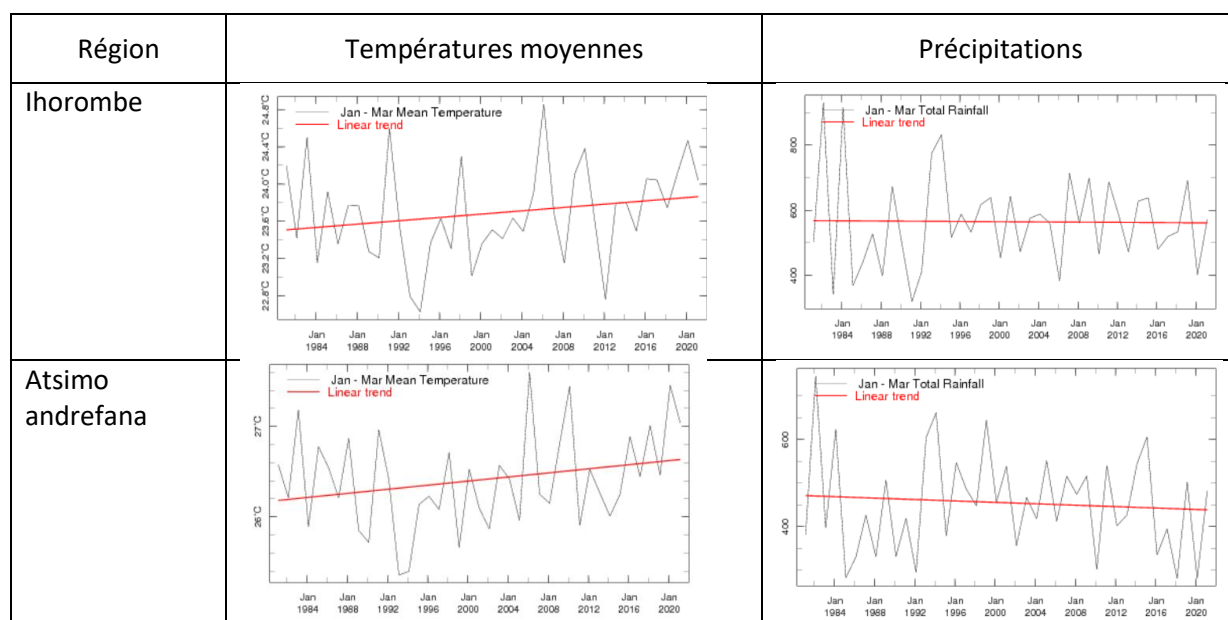 Région
Températures moyennes
Précipitations
Ihorombe
Jan - Mar Mean Temperature
Linear trend
24.8°C
24.4°C
24.0°C
23.6°C
23.2°C
22.8°C
Jan Jan Jan Jan Jan Jan Jan Jan Jan Jan
1984 1988 1992 1996 2000 2004 2008 2012 2016 2020
Jan - Mar Total Rainfall
Linear trend
800
600
400
Jan Jan Jan Jan Jan Jan Jan Jan Jan Jan
1984 1988 1992 1996 2000 2004 2008 2012 2016 2020
Atsimo
andrefana
Jan - Mar Mean Temperature
Linear trend
27°C
26°C
Jan Jan Jan Jan Jan Jan Jan Jan Jan Jan
1984 1988 1992 1996 2000 2004 2008 2012 2016 2020
Jan - Mar Total Rainfall
Linear trend
600
400
Jan Jan Jan Jan Jan Jan Jan Jan Jan Jan
1984 1988 1992 1996 2000 2004 2008 2012 2016 2020